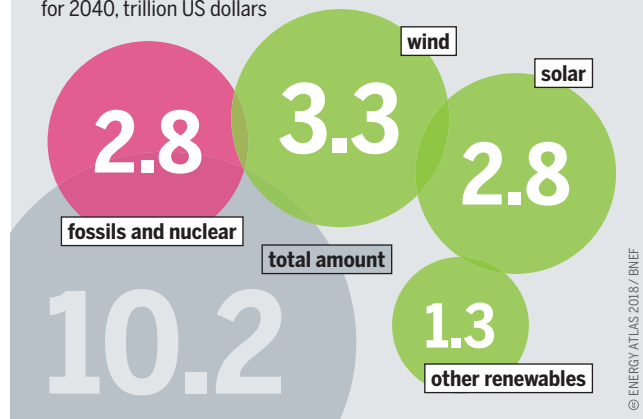 for 2040, trillion US dollars
wind
solar
2.8
3.3
2.8
fossils and nuclear
total amount
10.2
1.3
other renewables
© ENERGY ATLAS 2018 / BNEF